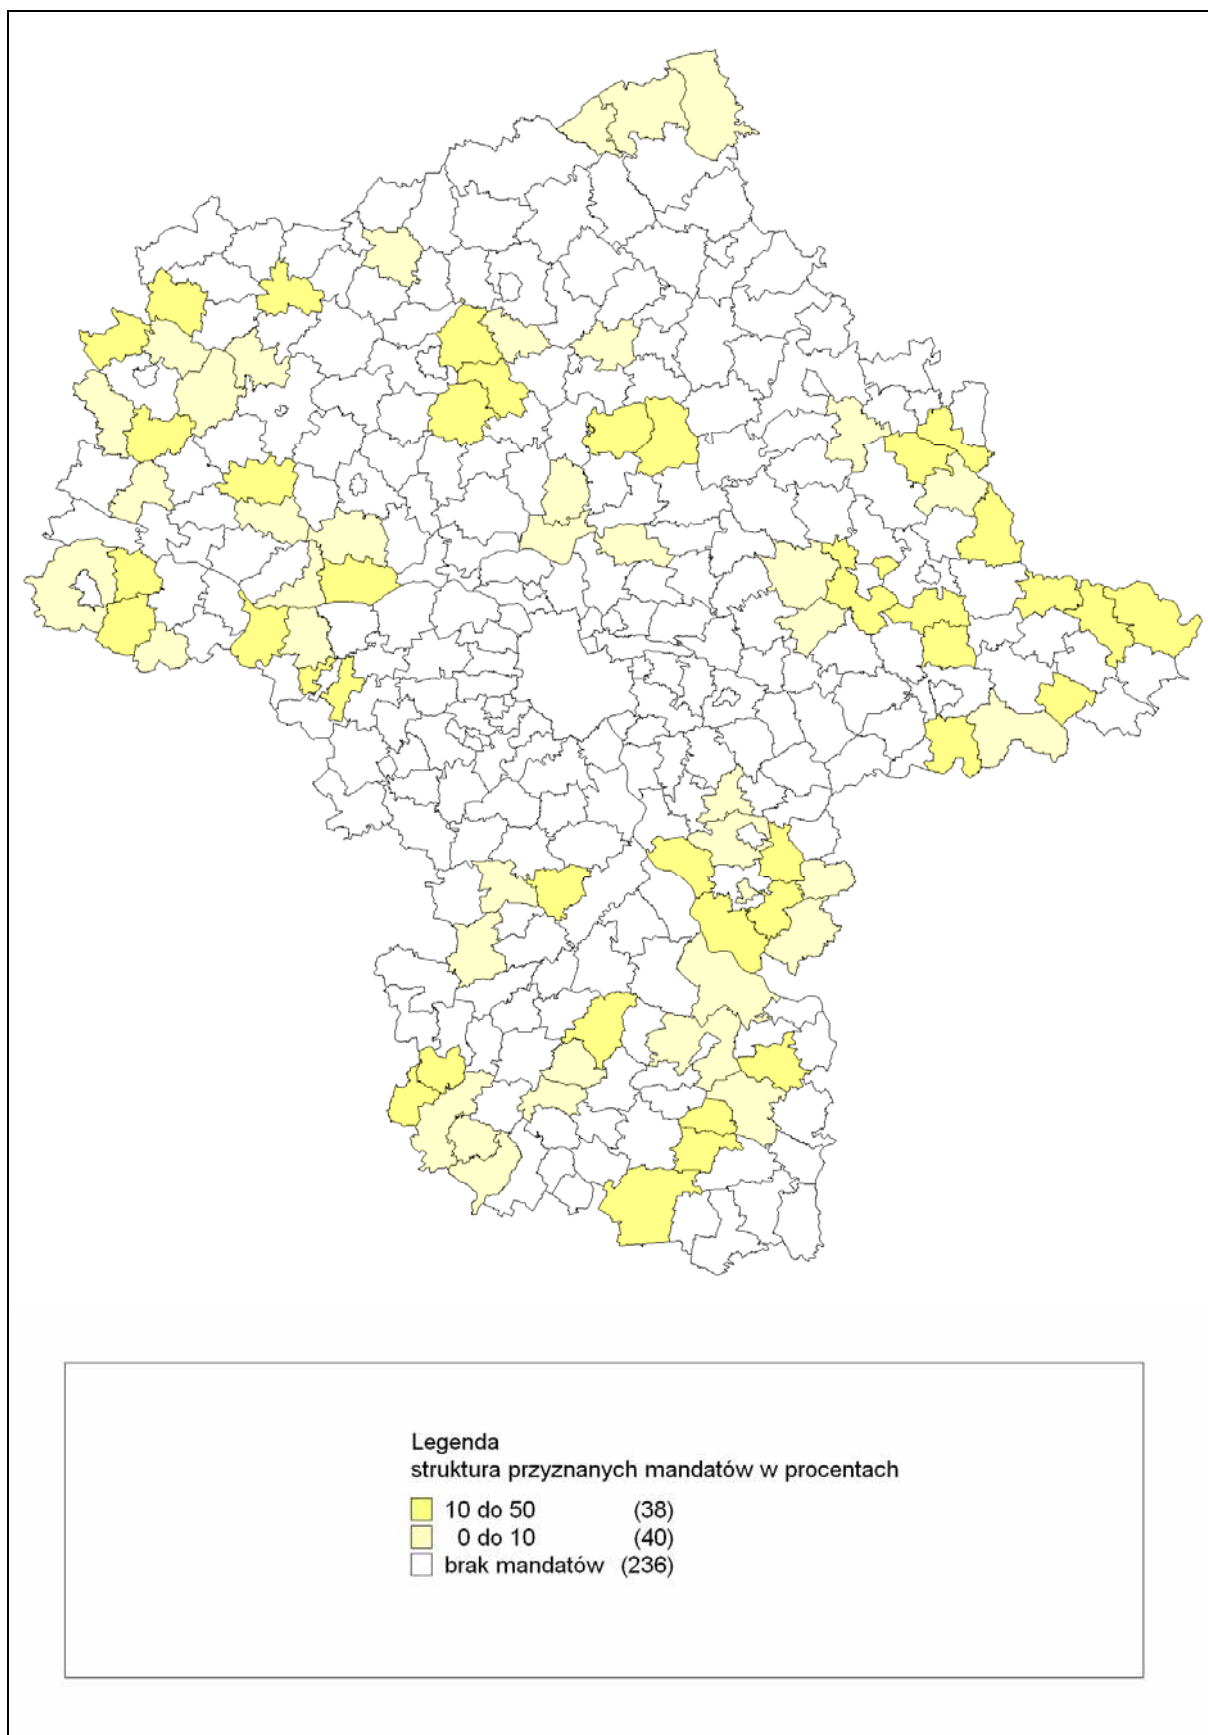 Legenda
struktura przyznanych mandatów w procentach
10 do 50 (38)
0 do 10 (40)
brak mandatów (236)